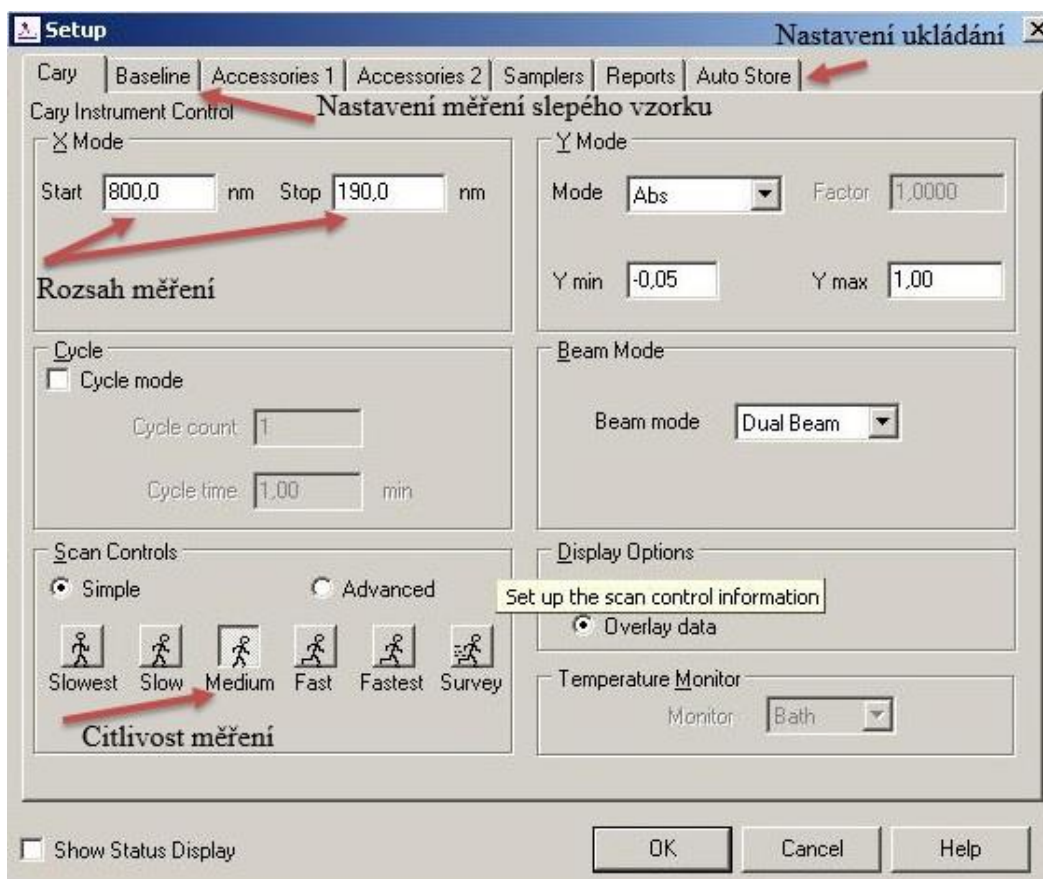 Setup
Nastavení ukládání
Cary Baseline Accessories 1 Accessories 2 Samplers Reports Auto Store
Cary Instrument Control
Nastavení měření slepého vzorku
X Mode
Start 800,0 nm Stop 190,0 nm
Rozsah měření
Y Mode
Mode Abs Factor 1,0000
Y min -0,05 Y max 1,00
Cycle
Cycle mode
Cycle count 1
Cycle time 1,00 min
Beam Mode
Beam mode Dual Beam
Scan Controls
Simple Advanced
Slowest Slow Medium Fast Fastest Survey
Citlivost měření
Display Options
Set up the scan control information
Overlay data
Temperature Monitor
Monitor Bath
Show Status Display
OK Cancel Help